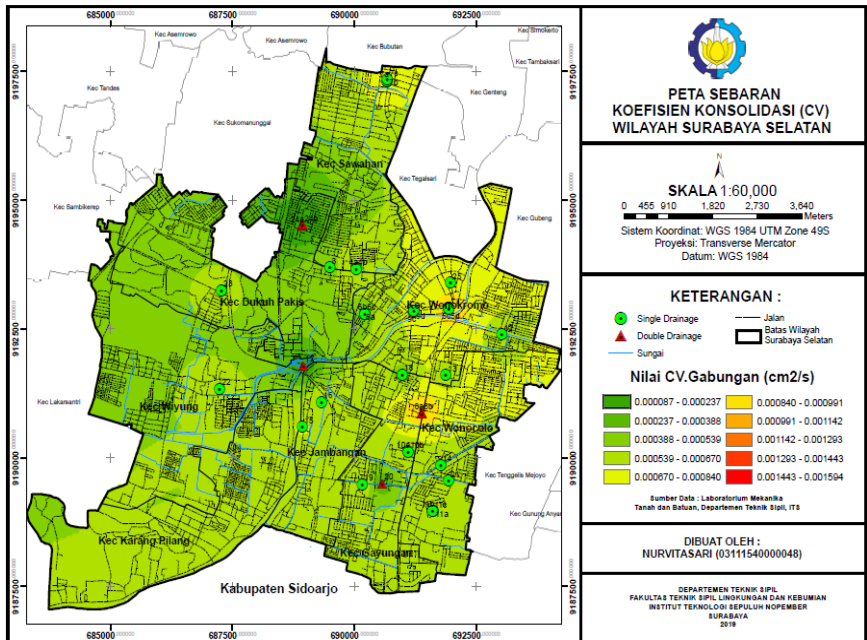 685000
687500
690000
692500
9197500
9195000
9192500
9190000
9187500
Kec Asemrowo
Kec Asemrowo
Kec Bubutan
Kec Simokerto
Kec Tambaksari
Kec Tandes
Kec Genteng
Kec Sukomanunggal
Kec Sawahan
Kec Tegalsari
Kec Sambikerep
Kec Gubeng
Kec Dukuh Pakis
Kec Wonokromo
Kec Lakarsantri
Kec Wiyung
Kec Wonocolo
Kec Jambangan
Kec Tenggelis Mejoyo
Kec Gunung Anyar
Kec Karang Pilang
Kec Gayungan
Kabupaten Sidoarjo
685000
687500
690000
692500
PETA SEBARAN
KOEFISIEN KONSOLIDASI (CV)
WILAYAH SURABAYA SELATAN
N
SKALA 1:60,000
0 455 910 1,820 2,730 3,640
Meters
Sistem Koordinat: WGS 1984 UTM Zone 49S
Proyeksi: Transverse Mercator
Datum: WGS 1984
KETERANGAN :
Single Drainage
Double Drainage
Sungai
Jalan
Batas Wilayah
Surabaya Selatan
Nilai CV.Gabungan (cm2/s)
0.000087 - 0.000237
0.000237 - 0.000388
0.000388 - 0.000539
0.000539 - 0.000670
0.000670 - 0.000840
0.000840 - 0.000991
0.000991 - 0.001142
0.001142 - 0.001293
0.001293 - 0.001443
0.001443 - 0.001594
Sumber Data : Laboratorium Mekanika
Tanah dan Batuan, Departemen Teknik Sipil, ITS
DIBUAT OLEH :
NURVITASARI (03111540000048)
DEPARTEMEN TEKNIK SIPIL
FAKULTAS TEKNIK SIPIL LINGKUNGAN DAN KEBUMIAN
INSTITUT TEKNOLOGI SEPULUH NOPEMBER
SURABAYA
2019